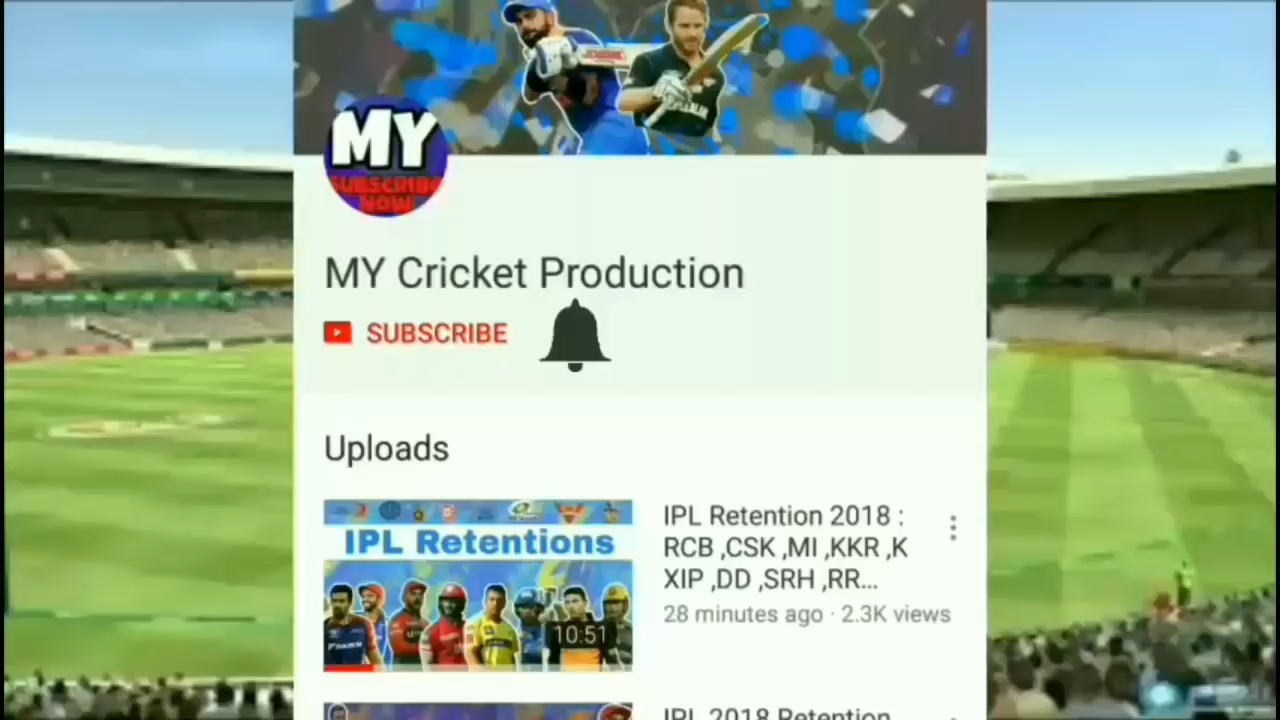 MY
SUBSCRIBE
NOW
MY Cricket Production
SUBSCRIBE
Uploads
IPL Retentions
10:51
IPL Retention 2018 :
RCB ,CSK ,MI ,KKR ,K
XIP ,DD ,SRH ,RR...
28 minutes ago · 2.3K views
IPL 2018 Retention